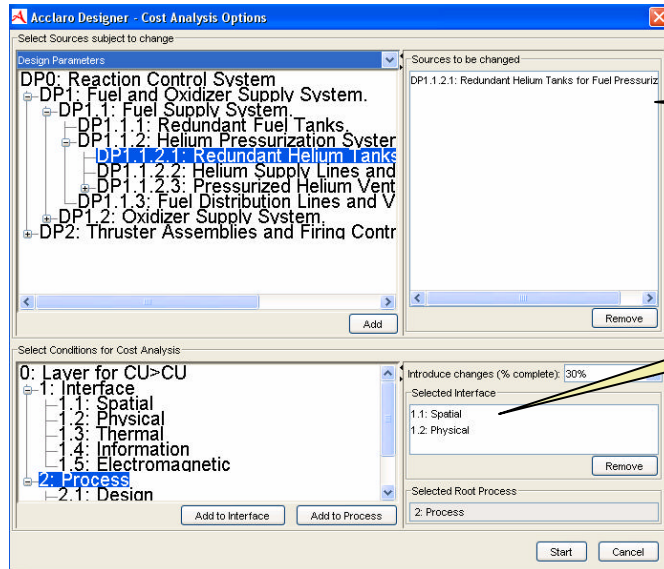 Acclaro Designer - Cost Analysis Options
Select Sources subject to change
Design Parameters
DP0: Reaction Control System
DP1: Fuel and Oxidizer Supply System.
DP1.1: Fuel Supply System.
DP1.1.1: Redundant Fuel Tanks.
DP1.1.2: Helium Pressurization Syster
DP1.1.2.1: Redundant Helium Tanks
DP1.1.2.2: Helium Supply Lines and
DP1.1.2.3: Pressurized Helium Vent
DP1.1.3: Fuel Distribution Lines and V
DP1.2: Oxidizer Supply System.
DP2: Thruster Assemblies and Firing Contr
Add
Sources to be changed
DP1.1.2.1: Redundant Helium Tanks for Fuel Pressuriz
Remove
Select Conditions for Cost Analysis
0: Layer for CU>CU
1: Interface
1.1: Spatial
1.2: Physical
1.3: Thermal
1.4: Information
1.5: Electromagnetic
2: Process
2.1: Design
Add to Interface Add to Process
Introduce changes (% complete): 30%
Selected Interface
1.1: Spatial
1.2: Physical
Remove
Selected Root Process
2: Process
Start Cancel